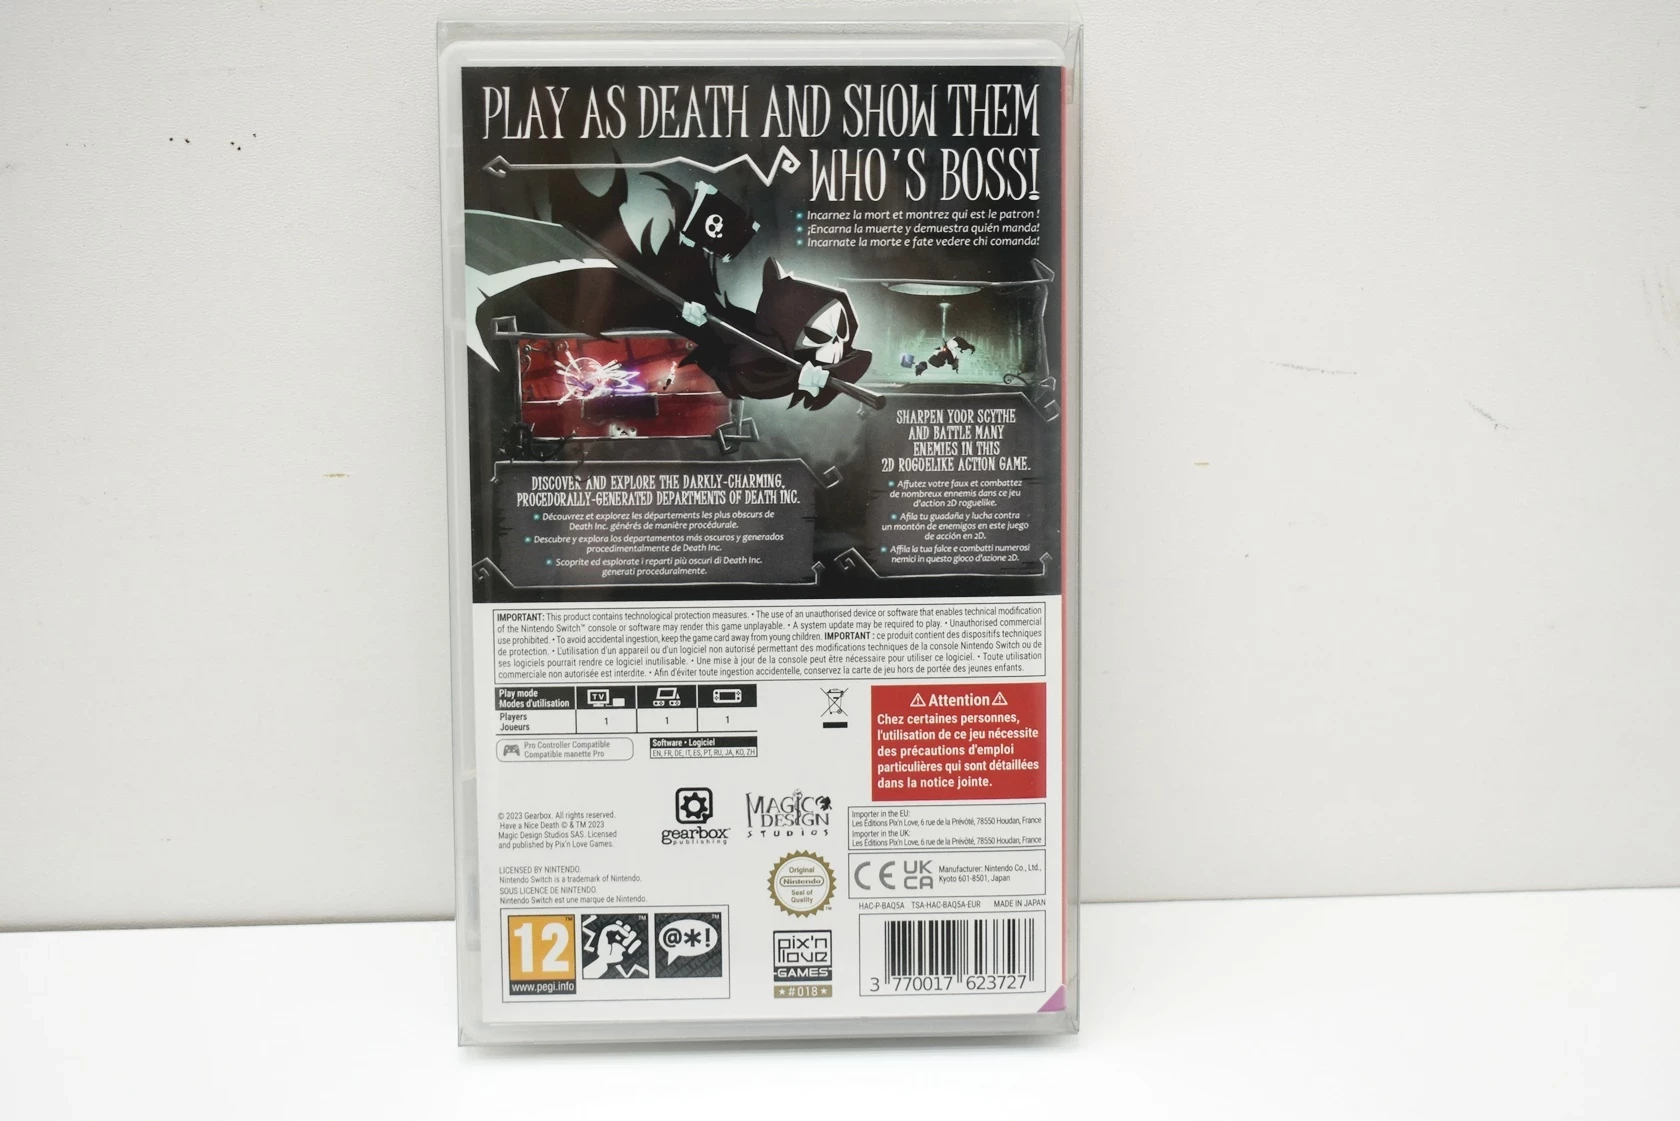 PLAY AS DEATH AND SHOW THEM
WHO'S BOSS!
Incarnez la mort et montrez qui est le patron !
¡Encarna la muerte y demuestra quién manda!
Incarnate la morte e fate vedere chi comanda!
SHARPEN YOUR SCYTHE
AND BATTLE MANY
ENEMIES IN THIS
2D ROGUELIKE ACTION GAME.
Affutez votre faux et combattez
de nombreux ennemis dans ce jeu
d'action 2D roguelike.
Afila tu guadaña y lucha contra
un montón de enemigos en este juego
de acción en 2D.
Affila la tua falce e combatti numerosi
nemici in questo gioco d'azione 2D.
DISCOVER AND EXPLORE THE DARKLY-CHARMING,
PROCEDURALLY-GENERATED DEPARTMENTS OF DEATH INC.
Découvrez et explorez les départements les plus obscurs de
Death Inc. générés de manière procédurale.
Descubre y explora los departamentos más oscuros y generados
procedimentalmente de Death Inc.
Scoprite ed esplorate i reparti più oscuri di Death Inc.
generati proceduralmente.
IMPORTANT: This product contains technological protection measures. • The use of an unauthorised device or software that enables technical modification
of the Nintendo Switch™ console or software may render this game unplayable. • A system update may be required to play. • Unauthorised commercial
use prohibited. • To avoid accidental ingestion, keep the game card away from young children. IMPORTANT : ce produit contient des dispositifs techniques
de protection. • L'utilisation d'un appareil ou d'un logiciel non autorisé permettant des modifications techniques de la console Nintendo Switch ou de
ses logiciels pourrait rendre ce logiciel inutilisable. • Une mise à jour de la console peut être nécessaire pour utiliser ce logiciel. • Toute utilisation
commerciale non autorisée est interdite. • Afin d'éviter toute ingestion accidentelle, conservez la carte de jeu hors de portée des jeunes enfants.
Play mode
Modes d'utilisation
TV
Players
Joueurs
1 1 1
Pro Controller Compatible
Compatible manette Pro
Software • Logiciel
EN, FR, DE, IT, ES, PT, RU, JA, KO, ZH
Attention
Chez certaines personnes,
l'utilisation de ce jeu nécessite
des précautions d'emploi
particulières qui sont détaillées
dans la notice jointe.
© 2023 Gearbox. All rights reserved.
Have a Nice Death © & TM 2023
Magic Design Studios SAS. Licensed
and published by Pix'n Love Games.
gearbox
publishing
MAGIC
DESIGN
STUDIOS
Importer in the EU:
Les Éditions Pix'n Love, 6 rue de la Prévôté, 78550 Houdan, France
Importer in the UK:
Les Éditions Pix'n Love, 6 rue de la Prévôté, 78550 Houdan, France
LICENSED BY NINTENDO.
Nintendo Switch is a trademark of Nintendo.
SOUS LICENCE DE NINTENDO.
Nintendo Switch est une marque de Nintendo.
Original
Nintendo
Seal of
Quality
™
CE UK
CA
Manufacturer: Nintendo Co., Ltd.,
Kyoto 601-8501, Japan
HAC-P-BAQ5A TSA-HAC-BAQ5A-EUR MADE IN JAPAN
12
www.pegi.info
@*!
pix'n
love
GAMES
#018
3 770017 623727